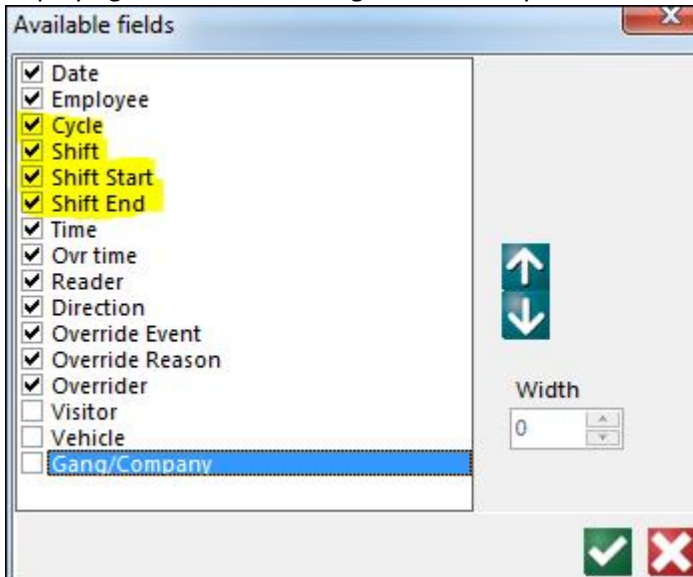 Available fields
Date
Employee
Cycle
Shift
Shift Start
Shift End
Time
Ovr time
Reader
Direction
Override Event
Override Reason
Overrider
Visitor
Vehicle
Gang/Company
Width
0